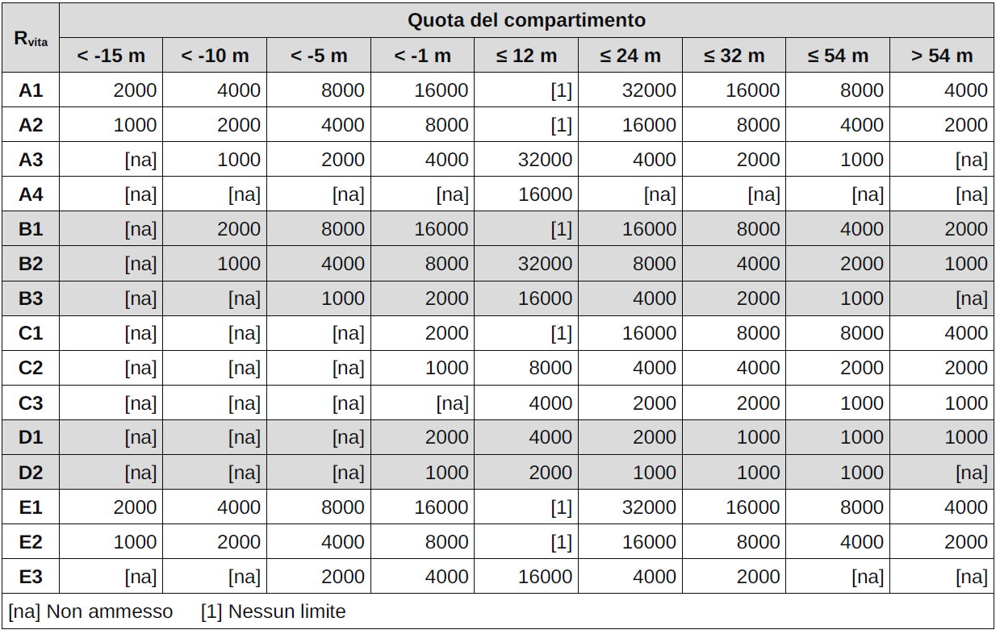 Rvita Quota del compartimento
< -15 m < -10 m < -5 m < -1 m ≤ 12 m ≤ 24 m ≤ 32 m ≤ 54 m > 54 m
A1 2000 4000 8000 16000 [1] 32000 16000 8000 4000
A2 1000 2000 4000 8000 [1] 16000 8000 4000 2000
A3 [na] 1000 2000 4000 32000 4000 2000 1000 [na]
A4 [na] [na] [na] [na] 16000 [na] [na] [na] [na]
B1 [na] 2000 8000 16000 [1] 16000 8000 4000 2000
B2 [na] 1000 4000 8000 32000 8000 4000 2000 1000
B3 [na] [na] 1000 2000 16000 4000 2000 1000 [na]
C1 [na] [na] [na] 2000 [1] 16000 8000 8000 4000
C2 [na] [na] [na] 1000 8000 4000 4000 2000 2000
C3 [na] [na] [na] [na] 4000 2000 2000 1000 1000
D1 [na] [na] [na] 2000 4000 2000 1000 1000 1000
D2 [na] [na] [na] 1000 2000 1000 1000 1000 [na]
E1 2000 4000 8000 16000 [1] 32000 16000 8000 4000
E2 1000 2000 4000 8000 [1] 16000 8000 4000 2000
E3 [na] [na] 2000 4000 16000 4000 2000 [na] [na]
[na] Non ammesso [1] Nessun limite